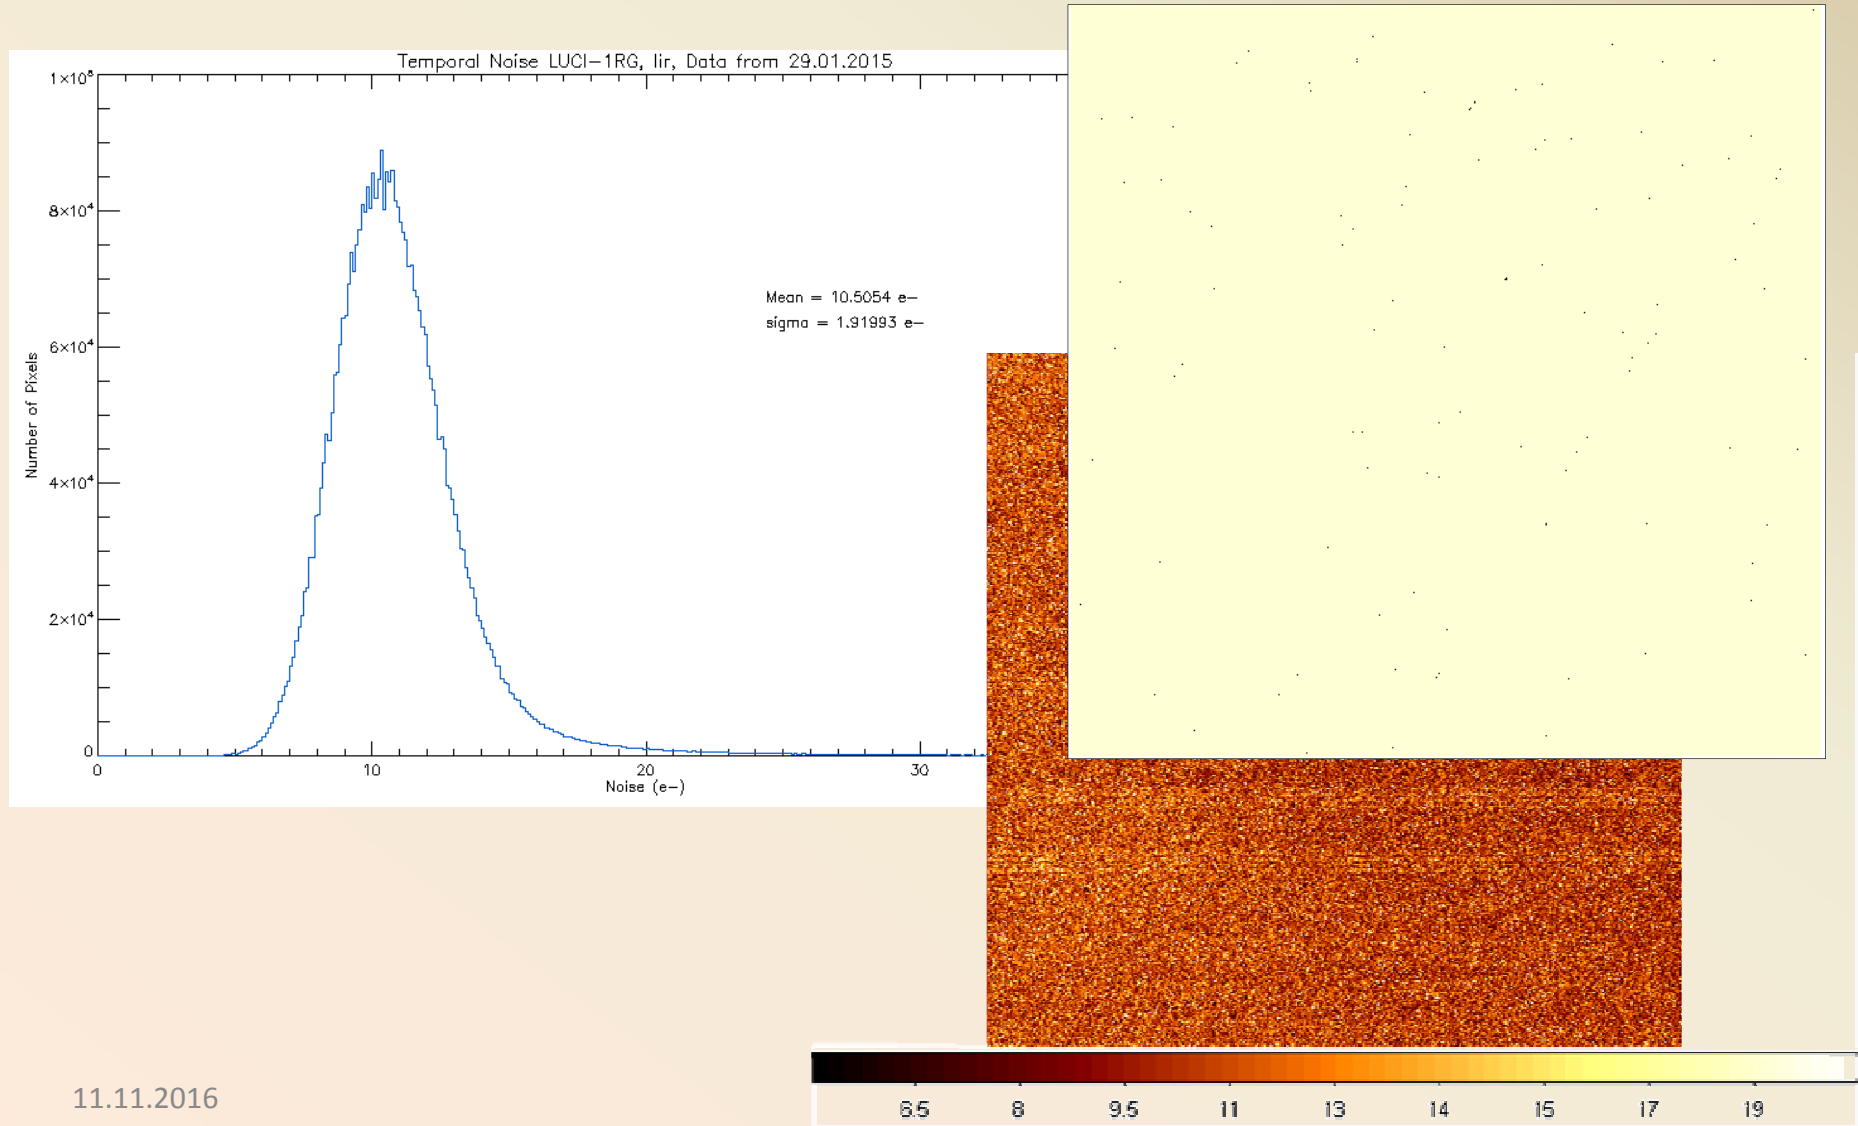 Temporal Noise LUCI-1RG, lir, Data from 29.01.2015
1×10⁵
8×10⁴
6×10⁴
4×10⁴
2×10⁴
0
Number of Pixels
Mean = 10.5054 e-
sigma = 1.91993 e-
0 10 20 30
Noise (e-)
6.5 8 9.5 11 13 14 15 17 19
11.11.2016